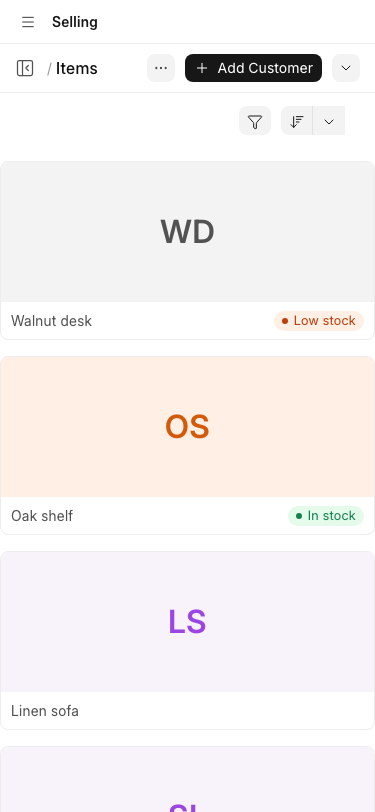 Selling
/ Items
Add Customer
WD
Walnut desk
Low stock
OS
Oak shelf
In stock
LS
Linen sofa